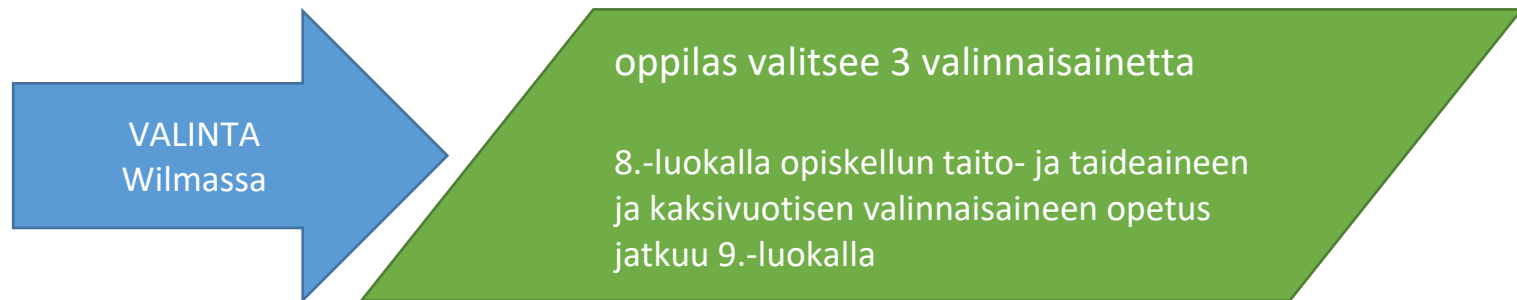 VALINTA
Wilmassa
oppilas valitsee 3 valinnaisainetta
8.-luokalla opiskellun taito- ja taideaineen
ja kaksivuotisen valinnaisaineen opetus
jatkuu 9.-luokalla